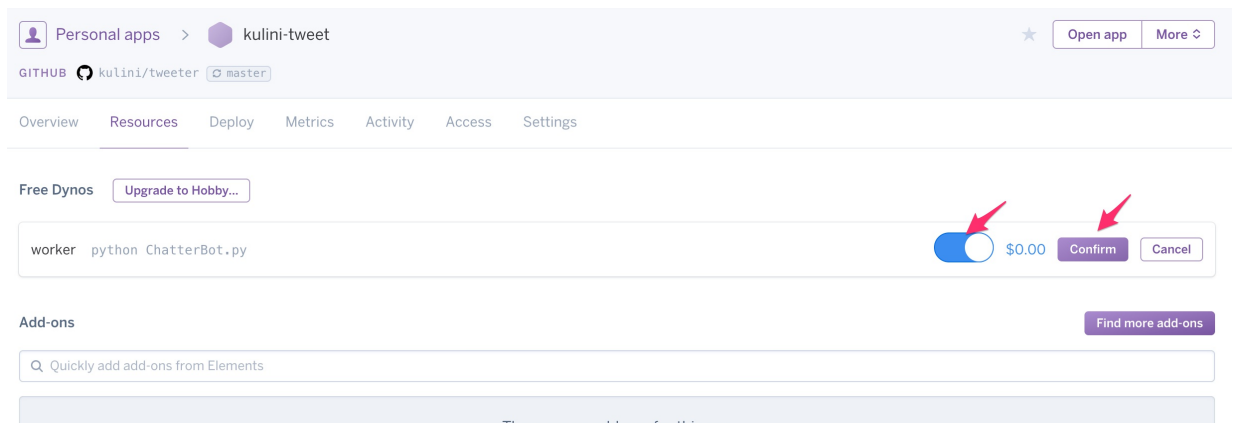 Personal apps > kulini-tweet
Open app More
GITHUB kulini/tweeter master
Overview Resources Deploy Metrics Activity Access Settings
Free Dynos Upgrade to Hobby...
worker python ChatterBot.py $0.00 Confirm Cancel
Add-ons Find more add-ons
Quickly add add-ons from Elements